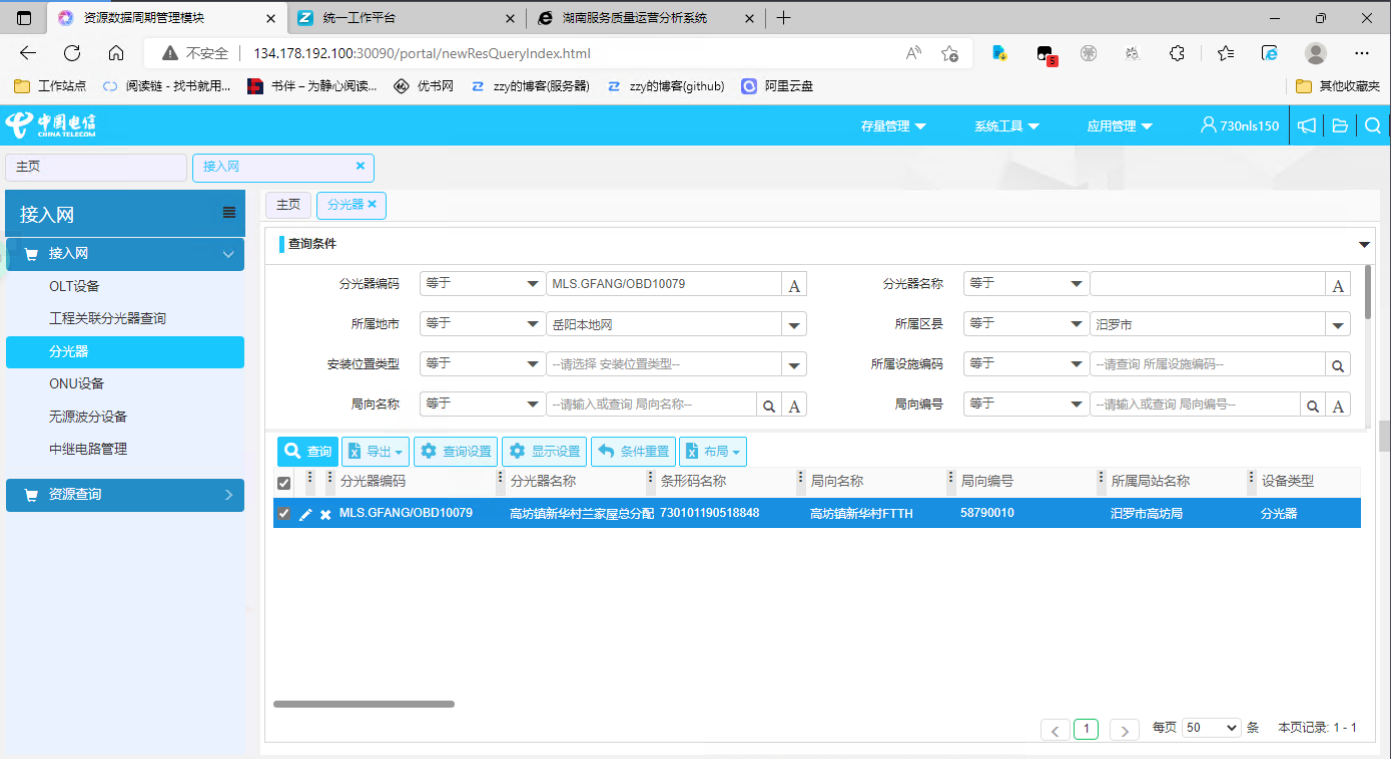 资源数据周期管理模块
统一工作平台
湖南服务质量运营分析系统
不安全
134.178.192.100:30090/portal/newResQueryIndex.html
5
工作站点
阅读链 - 找书就用...
书伴 – 为静心阅读...
优书网
zzy的博客(服务器)
zzy的博客(github)
阿里云盘
其他收藏夹
中国电信
CHINA TELECOM
存量管理
系统工具
应用管理
730nls150
主页
接入网
接入网
接入网
OLT设备
工程关联分光器查询
分光器
ONU设备
无源波分设备
中继电路管理
资源查询
主页
分光器
查询条件
分光器编码 等于 MLS.GFANG/OBD10079 A
分光器名称 等于 A
所属地市 等于 岳阳本地网
所属区县 等于 汨罗市
安装位置类型 等于 --请选择 安装位置类型--
所属设施编码 等于 --请查询 所属设施编码--
局向名称 等于 --请输入或查询 局向名称-- A
局向编号 等于 --请输入或查询 局向编号-- A
查询 导出 查询设置 显示设置 条件重置 布局
分光器编码 分光器名称 条形码名称 局向名称 局向编号 所属局站名称 设备类型
MLS.GFANG/OBD10079 高坊镇新华村兰家屋总分配 730101190518848 高坊镇新华村FTTH 58790010 汨罗市高坊局 分光器
1 每页 50 条 本页记录: 1 - 1